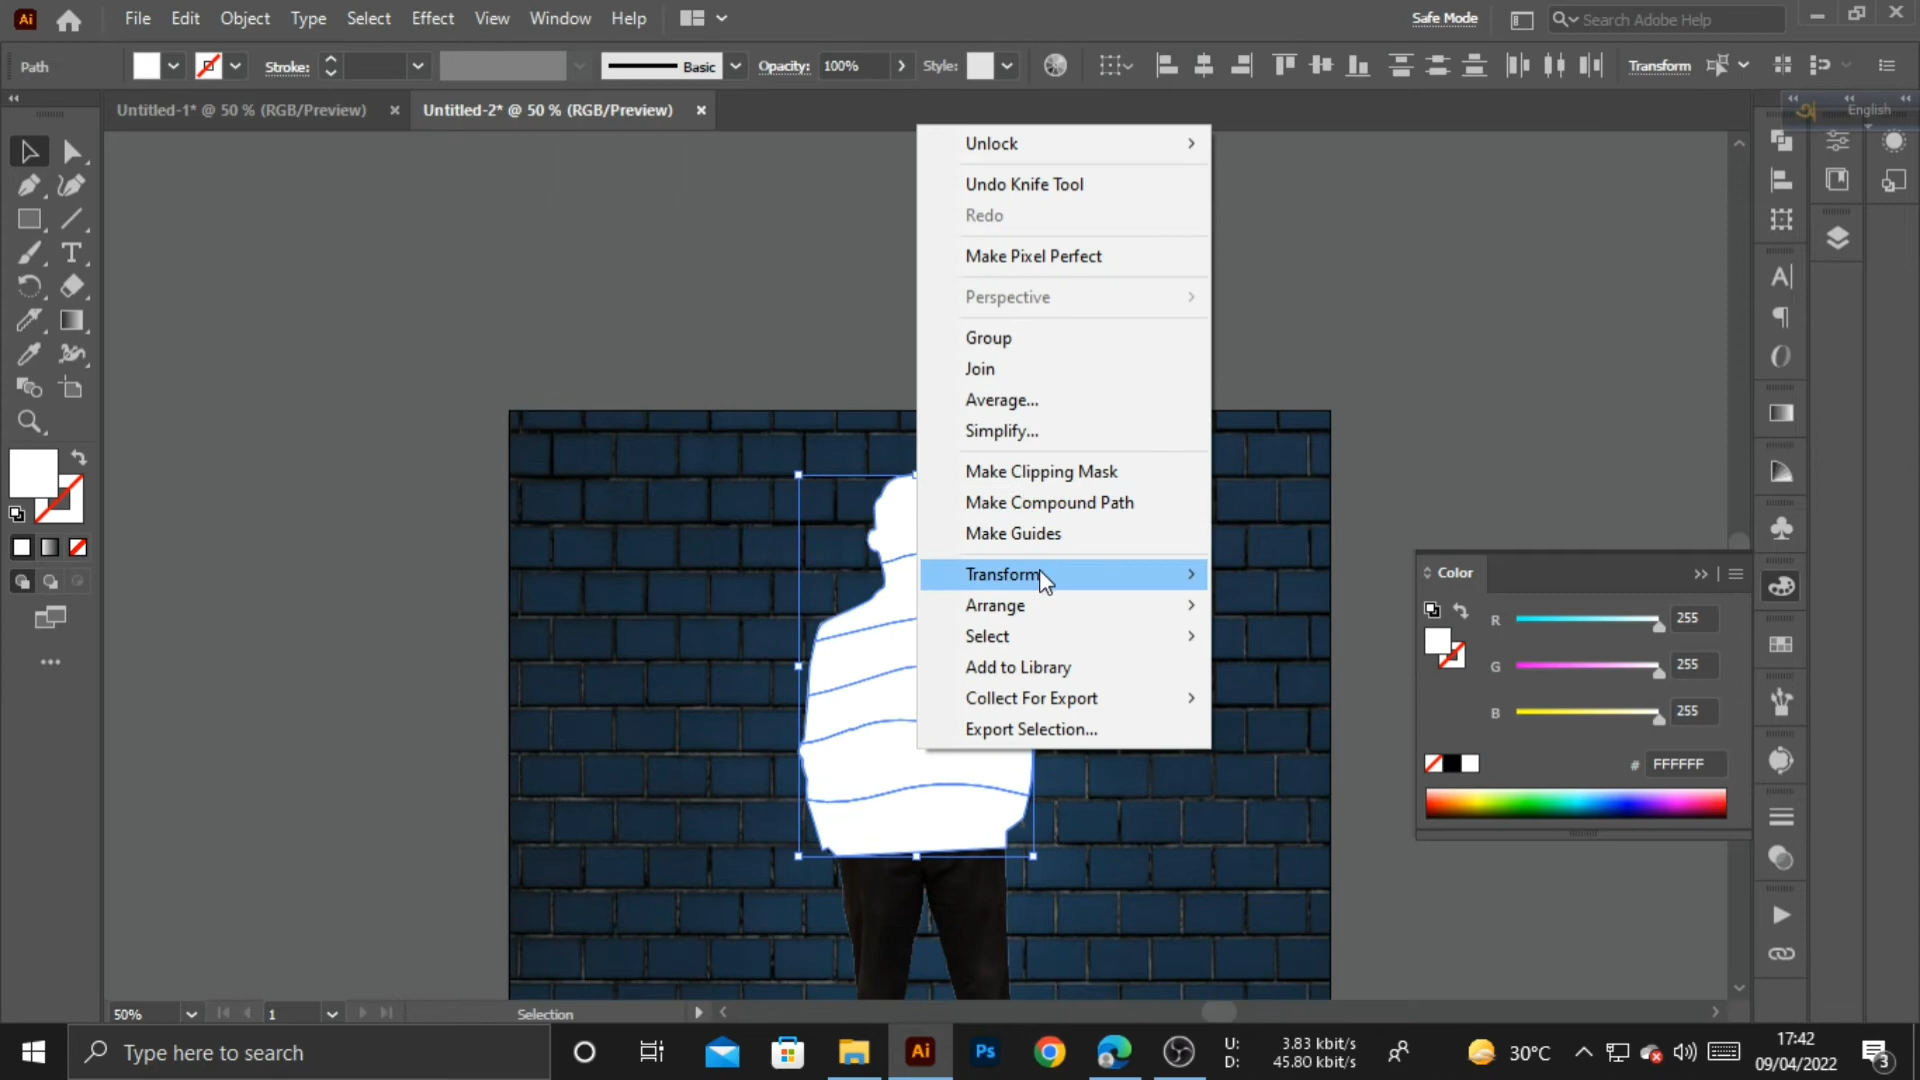 Ai File Edit Object Type Select Effect View Window Help Safe Mode Search Adobe Help
Path Stroke: Basic Opacity: 100% Style: Transform
Untitled-1* @ 50 % (RGB/Preview) Untitled-2* @ 50 % (RGB/Preview) English
Unlock
Undo Knife Tool
Redo
Make Pixel Perfect
Perspective
Group
Join
Average...
Simplify...
Make Clipping Mask
Make Compound Path
Make Guides
Transform
Arrange
Select
Add to Library
Collect For Export
Export Selection...
Color
R 255
G 255
B 255
# FFFFFF
50% 1 Selection
Type here to search Ai Ps U: 3.83 kbit/s 30°C 17:42
D: 45.80 kbit/s 09/04/2022 3